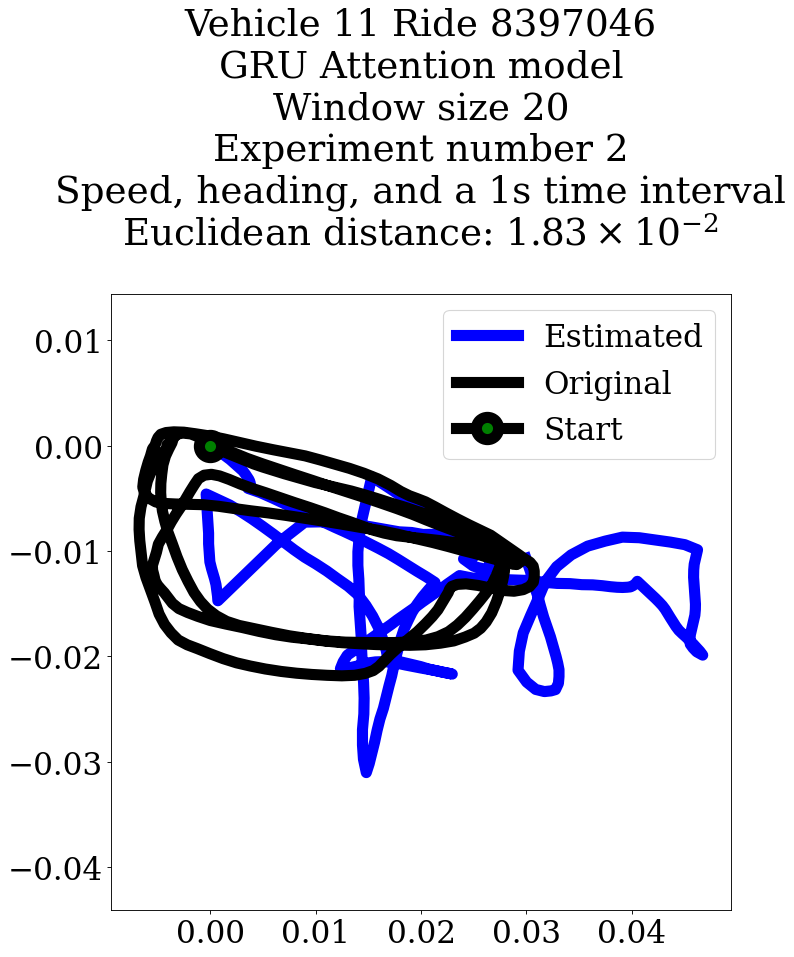 Vehicle 11 Ride 8397046
GRU Attention model
Window size 20
Experiment number 2
Speed, heading, and a 1s time interval
Euclidean distance: 1.83 × 10⁻²
Estimated
Original
Start
0.01
0.00
−0.01
−0.02
−0.03
−0.04
0.00 0.01 0.02 0.03 0.04